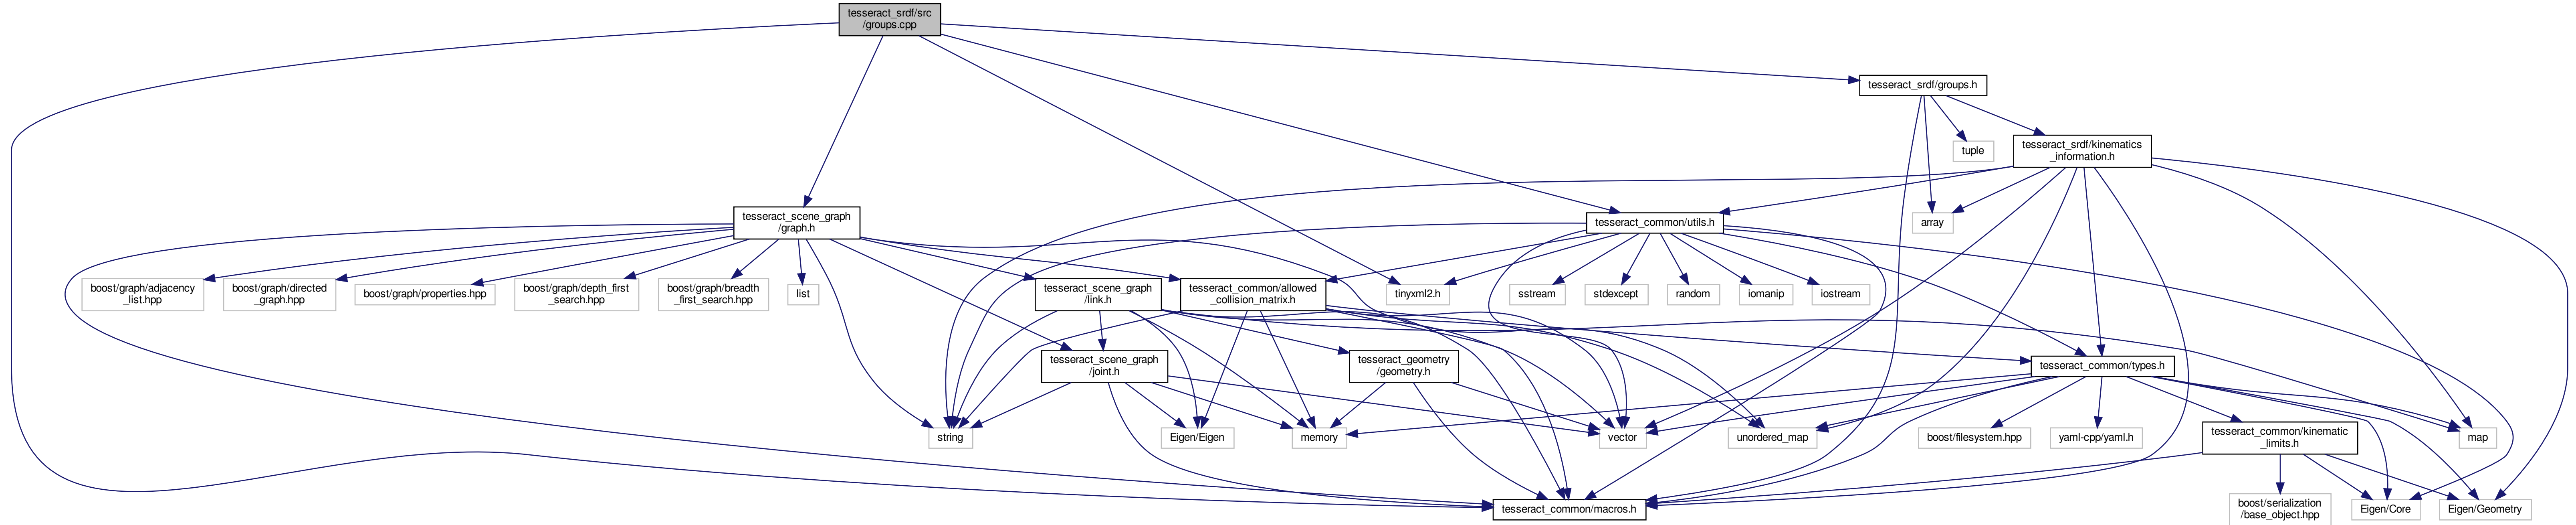 tesseract_srdf/src
/groups.cpp
tesseract_srdf/groups.h
tuple
tesseract_srdf/kinematics
_information.h
tesseract_scene_graph
/graph.h
tesseract_common/utils.h
array
boost/graph/adjacency
_list.hpp
boost/graph/directed
_graph.hpp
boost/graph/properties.hpp
boost/graph/depth_first
_search.hpp
boost/graph/breadth
_first_search.hpp
list
tesseract_scene_graph
/link.h
tesseract_common/allowed
_collision_matrix.h
tinyxml2.h
sstream
stdexcept
random
iomanip
iostream
tesseract_scene_graph
/joint.h
tesseract_geometry
/geometry.h
tesseract_common/types.h
string
Eigen/Eigen
memory
vector
unordered_map
boost/filesystem.hpp
yaml-cpp/yaml.h
tesseract_common/kinematic
_limits.h
map
tesseract_common/macros.h
boost/serialization
/base_object.hpp
Eigen/Core
Eigen/Geometry